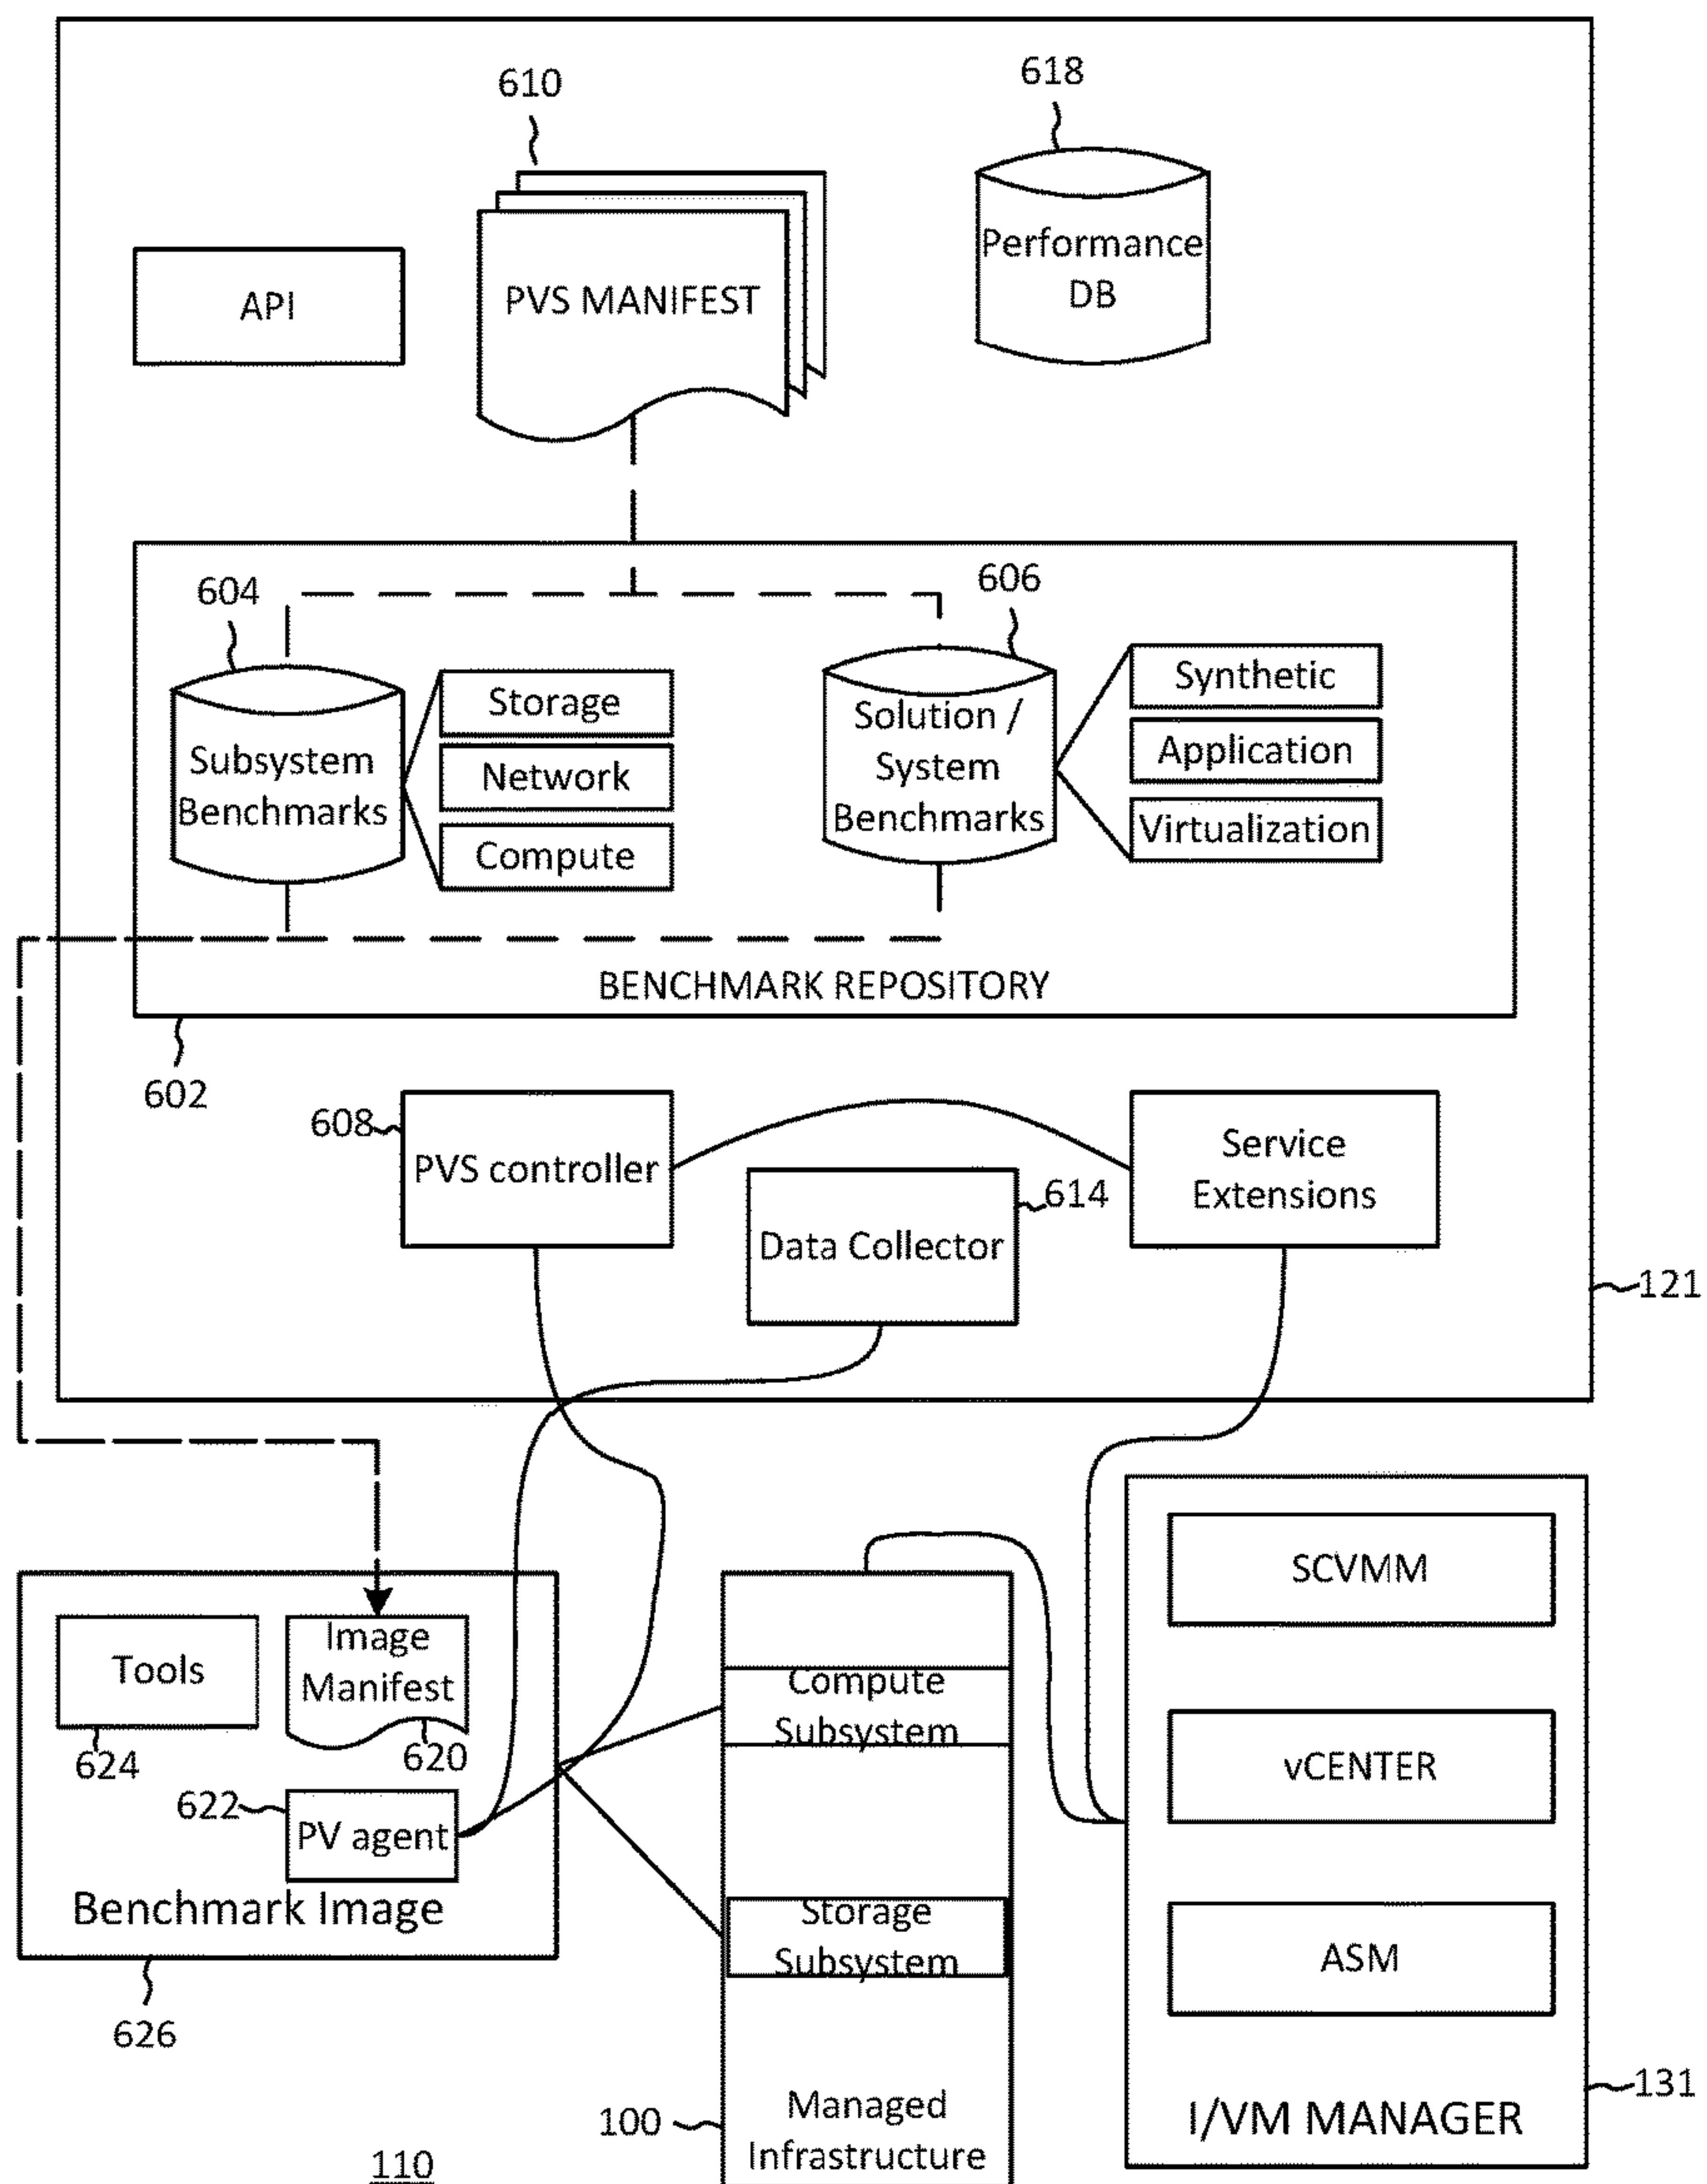 610
618
API
PVS MANIFEST
Performance
DB
604
606
Subsystem
Benchmarks
Storage
Network
Compute
Solution /
System
Benchmarks
Synthetic
Application
Virtualization
BENCHMARK REPOSITORY
602
608
PVS controller
Data Collector
614
Service
Extensions
121
Tools
624
Image
Manifest
620
622
PV agent
Benchmark Image
626
Compute
Subsystem
Storage
Subsystem
Managed
Infrastructure
100
SCVMM
vCENTER
ASM
I/VM MANAGER
131
110